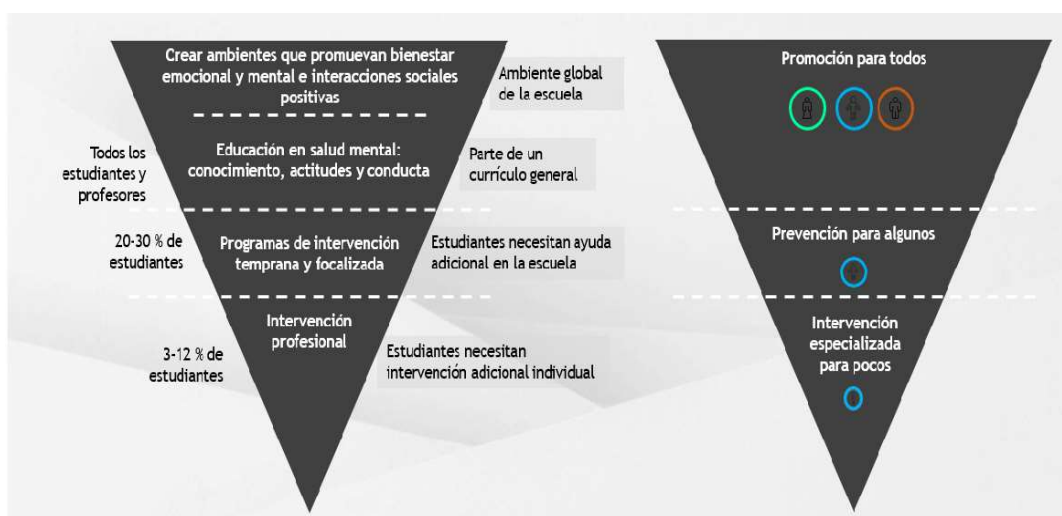 Crear ambientes que promuevan bienestar
emocional y mental e interacciones sociales
positivas
Ambiente global
de la escuela
Todos los
estudiantes y
profesores
Educación en salud mental:
conocimiento, actitudes y conducta
Parte de un
currículo general
20-30 % de
estudiantes
Programas de intervención
temprana y focalizada
Estudiantes necesitan ayuda
adicional en la escuela
3-12 % de
estudiantes
Intervención
profesional
Estudiantes necesitan
intervención adicional individual
Promoción para todos
Prevención para algunos
Intervención
especializada
para pocos